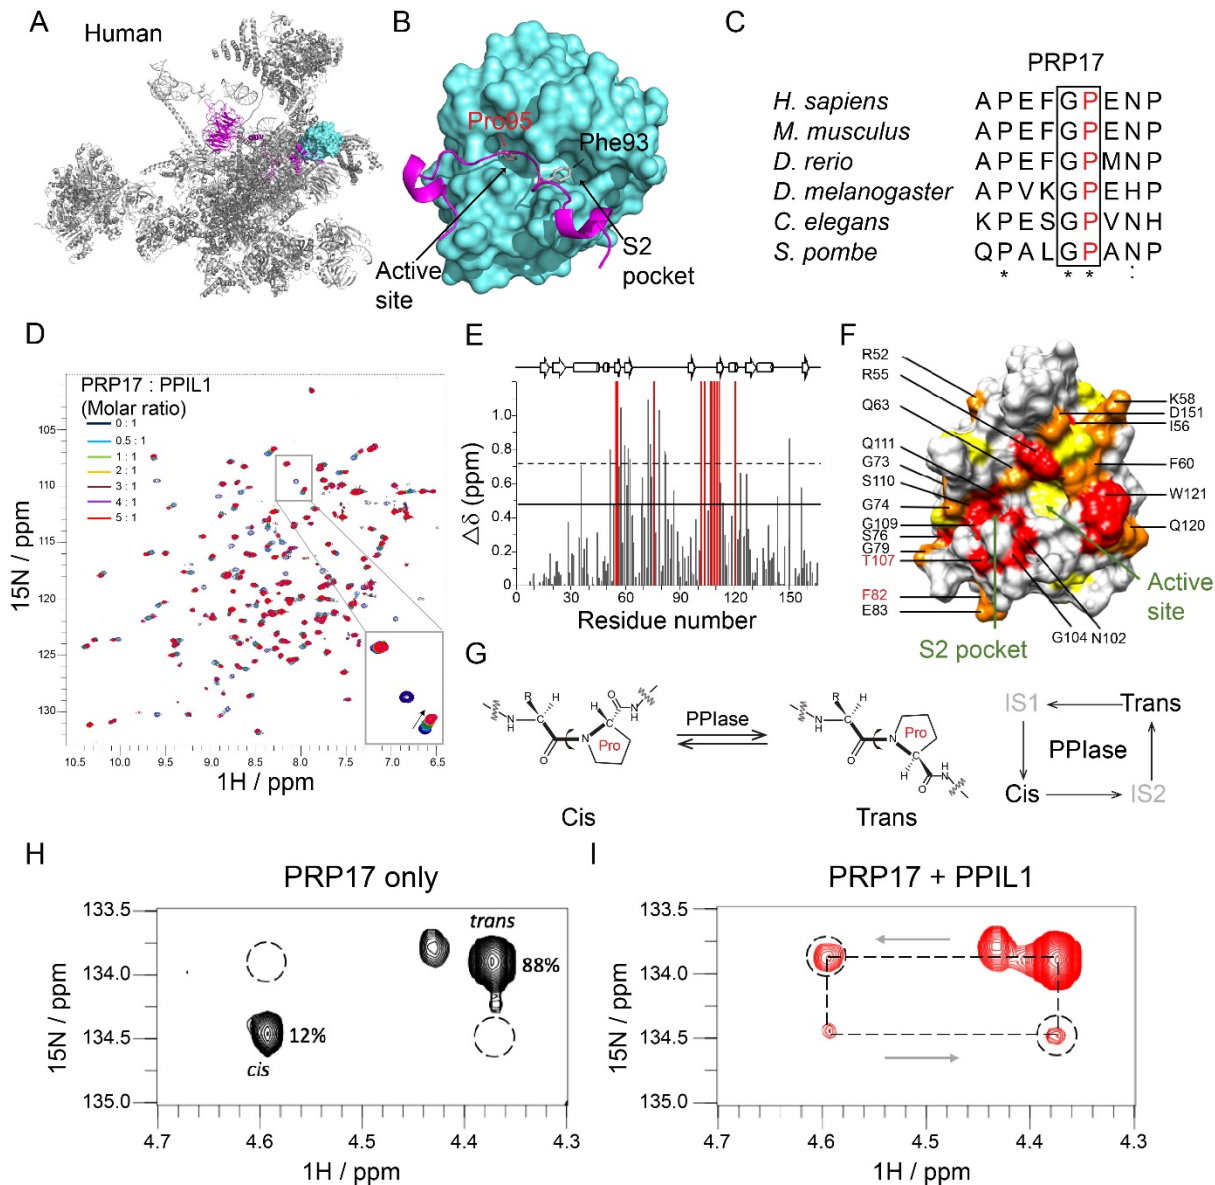 A
Human
B
Pro95
Phe93
Active
site
S2
pocket
C
PRP17
H. sapiens A P E F G P E N P
M. musculus A P E F G P E N P
D. rerio A P E F G P M N P
D. melanogaster A P V K G P E H P
C. elegans K P E S G P V N H
S. pombe Q P A L G P A N P
* * * :
D
PRP17 : PPIL1
(Molar ratio)
0 : 1
0.5 : 1
1 : 1
2 : 1
3 : 1
4 : 1
5 : 1
105
110
115
120
125
130
15N / ppm
10.5 10.0 9.5 9.0 8.5 8.0 7.5 7.0 6.5
1H / ppm
E
1.2
0.8
0.6
0.4
0.2
0
Δδ (ppm)
0 30 60 90 120 150
Residue number
F
R52
R55
Q63
Q111
G73
S110
G74
G109
S76
G79
T107
F82
E83
K58
D151
I56
F60
W121
Q120
Active
site
G104 N102
S2 pocket
G
R
H
N
H
O
N
Pro
C
H
O
NH
PPIase
Cis
R
H
N
H
O
N
Pro
C
H
O
NH
Trans
IS1
Trans
PPIase
Cis
IS2
H
PRP17 only
133.5
134.0
134.5
135.0
15N / ppm
trans
88%
12%
cis
4.7 4.6 4.5 4.4 4.3
1H / ppm
I
PRP17 + PPIL1
133.5
134.0
134.5
135.0
15N / ppm
4.7 4.6 4.5 4.4 4.3
1H / ppm